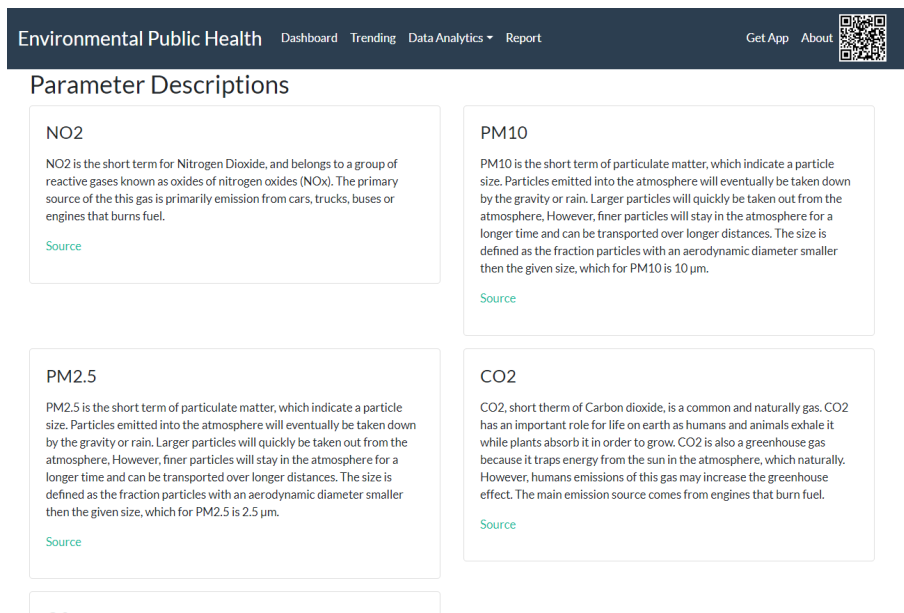 Environmental Public Health Dashboard Trending Data Analytics Report Get App About
Parameter Descriptions
NO2
NO2 is the short term for Nitrogen Dioxide, and belongs to a group of
reactive gases known as oxides of nitrogen oxides (NOx). The primary
source of the this gas is primarily emission from cars, trucks, buses or
engines that burns fuel.
Source
PM10
PM10 is the short term of particulate matter, which indicate a particle
size. Particles emitted into the atmosphere will eventually be taken down
by the gravity or rain. Larger particles will quickly be taken out from the
atmosphere, However, finer particles will stay in the atmosphere for a
longer time and can be transported over longer distances. The size is
defined as the fraction particles with an aerodynamic diameter smaller
then the given size, which for PM10 is 10 µm.
Source
PM2.5
PM2.5 is the short term of particulate matter, which indicate a particle
size. Particles emitted into the atmosphere will eventually be taken down
by the gravity or rain. Larger particles will quickly be taken out from the
atmosphere, However, finer particles will stay in the atmosphere for a
longer time and can be transported over longer distances. The size is
defined as the fraction particles with an aerodynamic diameter smaller
then the given size, which for PM2.5 is 2.5 µm.
Source
CO2
CO2, short therm of Carbon dioxide, is a common and naturally gas. CO2
has an important role for life on earth as humans and animals exhale it
while plants absorb it in order to grow. CO2 is also a greenhouse gas
because it traps energy from the sun in the atmosphere, which naturally.
However, humans emissions of this gas may increase the greenhouse
effect. The main emission source comes from engines that burn fuel.
Source